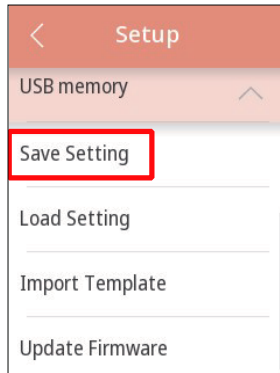 Setup
USB memory
Save Setting
Load Setting
Import Template
Update Firmware